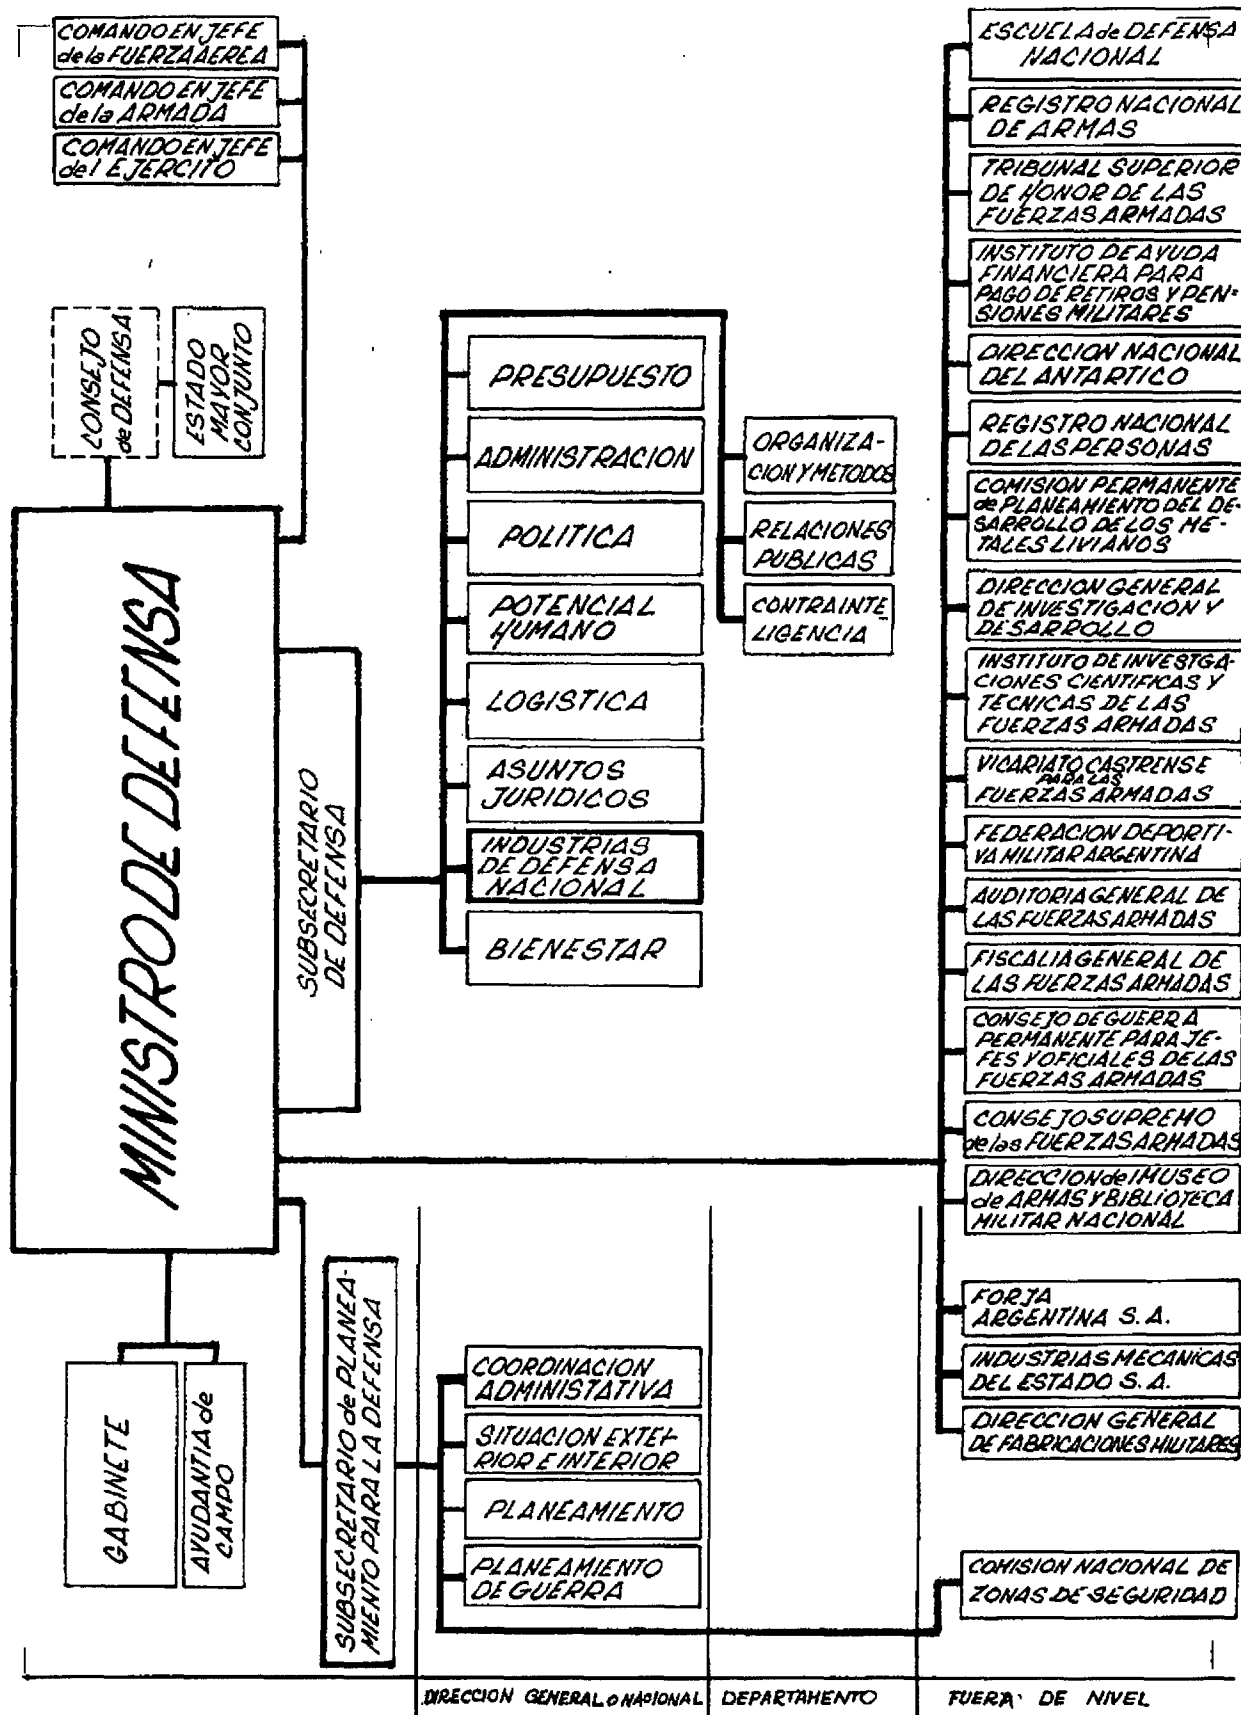 COMANDO EN JEFE
de la FUERZA AEREA
COMANDO EN JEFE
de la ARMADA
COMANDO EN JEFE
del EJERCITO
CONSEJO
de DEFENSA
ESTADO
MAYOR
CONJUNTO
MINISTRO DE DEFENSA
GABINETE
AYUDANTIA de
CAMPO
SUBSECRETARIO
DE DEFENSA
SUBSECRETARIO de PLANEA-
MIENTO PARA LA DEFENSA
PRESUPUESTO
ADMINISTRACION
POLITICA
POTENCIAL
HUMANO
LOGISTICA
ASUNTOS
JURIDICOS
INDUSTRIAS
DE DEFENSA
NACIONAL
BIENESTAR
ORGANIZA-
CION Y METODOS
RELACIONES
PUBLICAS
CONTRAINTE
LIGENCIA
COORDINACION
ADMINISTATIVA
SITUACION EXTE-
RIOR E INTERIOR
PLANEAMIENTO
PLANEAMIENTO
DE GUERRA
ESCUELA de DEFENSA
NACIONAL
REGISTRO NACIONAL
DE ARMAS
TRIBUNAL SUPERIOR
DE HONOR DE LAS
FUERZAS ARMADAS
INSTITUTO DE AYUDA
FINANCIERA PARA
PAGO DE RETIROS Y PEN=
SIONES MILITARES
DIRECCION NACIONAL
DEL ANTARTICO
REGISTRO NACIONAL
DE LAS PERSONAS
COMISION PERMANENTE
de PLANEAMIENTO DEL DE-
SARROLLO DE LOS ME-
TALES LIVIANOS
DIRECCION GENERAL
DE INVESTIGACION Y
DESARROLLO
INSTITUTO DE INVESTGA-
CIONES CIENTIFICAS Y
TECNICAS DE LAS
FUERZAS ARMADAS
VICARIATO CASTRENSE
PARA LAS
FUERZAS ARMADAS
FEDERACION DEPORTI-
VA MILITAR ARGENTINA
AUDITORIA GENERAL DE
LAS FUERZAS ARMADAS
FISCALIA GENERAL DE
LAS FUERZAS ARMADAS
CONSEJO DE GUERRA
PERMANENTE PARA JE-
FES Y OFICIALES DE LAS
FUERZAS ARMADAS
CONSEJO SUPREMO
de las FUERZAS ARMADAS
DIRECCION del MUSEO
de ARMAS Y BIBLIOTECA
MILITAR NACIONAL
FORJA
ARGENTINA S. A.
INDUSTRIAS MECANICAS
DEL ESTADO S. A.
DIRECCION GENERAL
DE FABRICACIONES MILITARES
COMISION NACIONAL DE
ZONAS DE SEGURIDAD
DIRECCION GENERAL O NACIONAL
DEPARTAMENTO
FUERA DE NIVEL